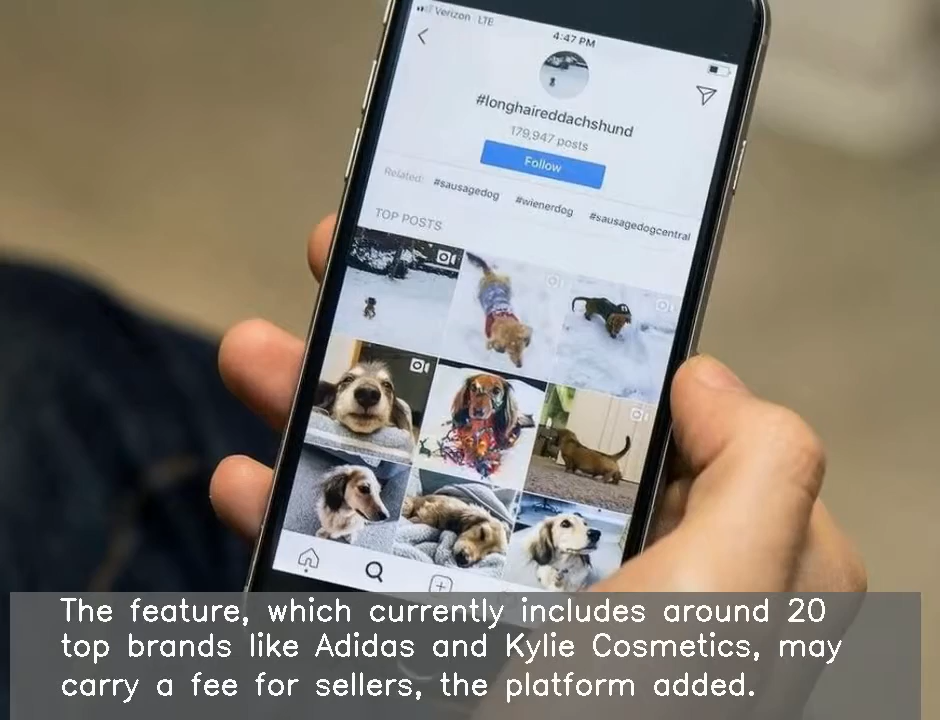 Verizon LTE
4:47 PM
#longhaireddachshund
179,947 posts
Follow
Related: #sausagedog #wienerdog #sausagedogcentral
TOP POSTS
The feature, which currently includes around 20
top brands like Adidas and Kylie Cosmetics, may
carry a fee for sellers, the platform added.